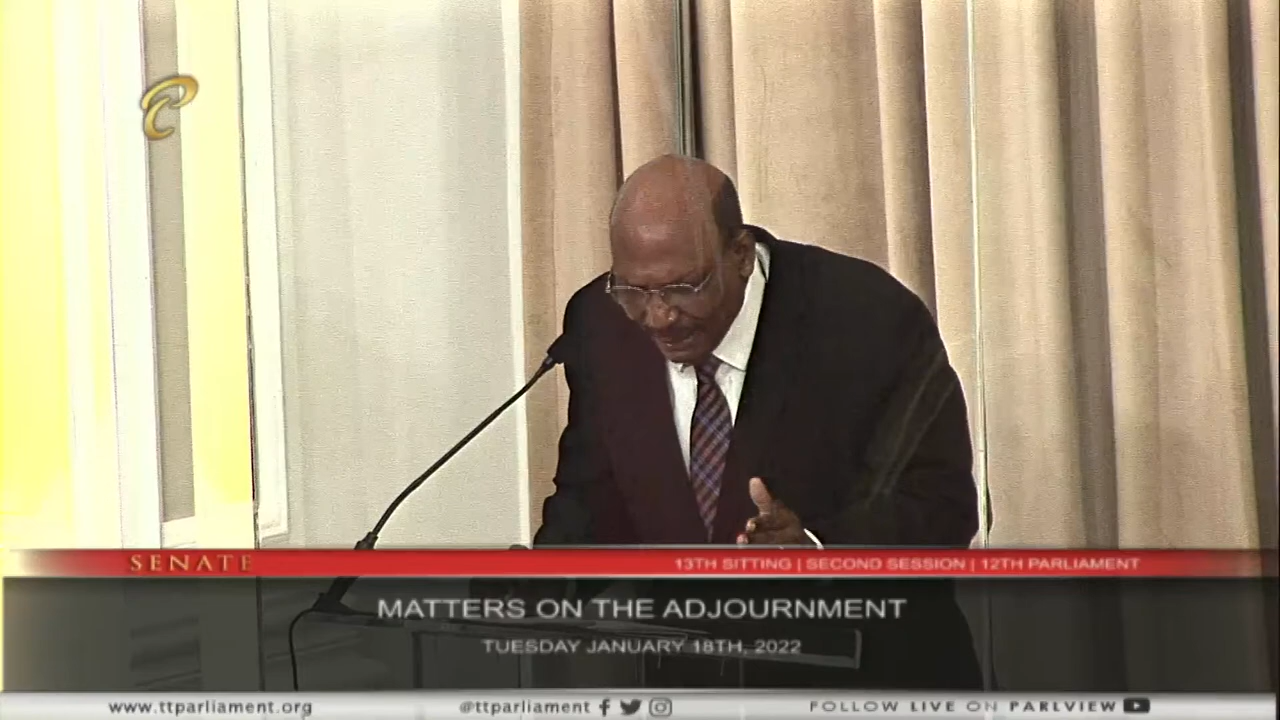 SENATE
13TH SITTING | SECOND SESSION | 12TH PARLIAMENT
MATTERS ON THE ADJOURNMENT
TUESDAY JANUARY 18TH, 2022
www.ttparliament.org
@ttparliament
FOLLOW LIVE ON PARLVIEW